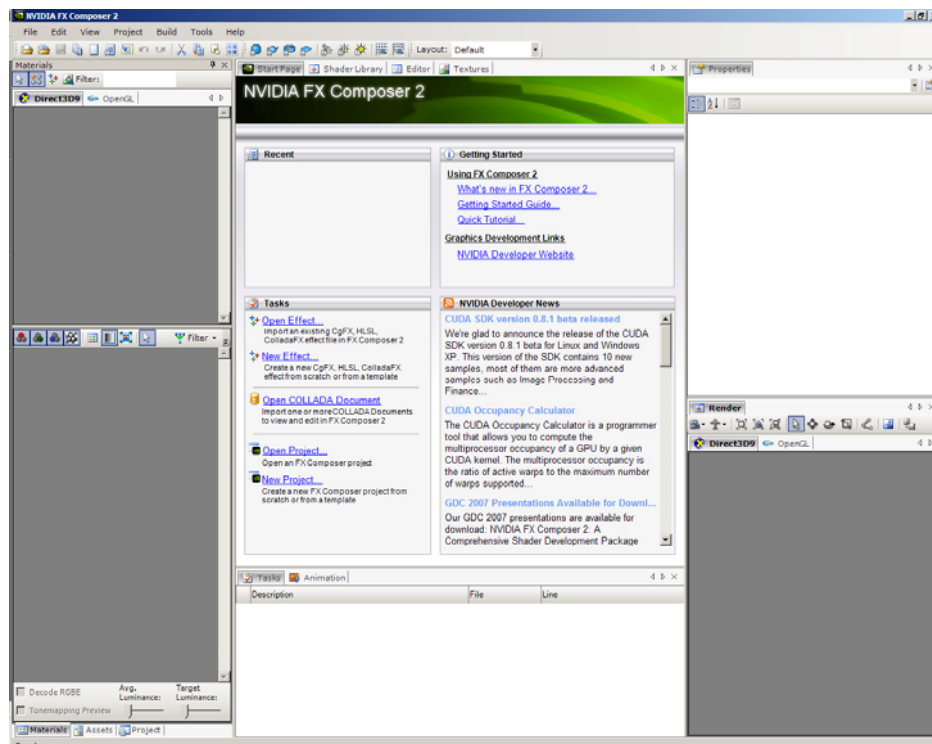 NVIDIA FX Composer 2
File Edit View Project Build Tools Help
Layout: Default
Materials
Filter:
Direct3D9 OpenGL
Filter
Decode RGBE
Avg. Luminance:
Target Luminance:
Tonemapping Preview
Materials Assets Project
Start Page Shader Library Editor Textures
NVIDIA FX Composer 2
Recent
Getting Started
Using FX Composer 2
What's new in FX Composer 2...
Getting Started Guide...
Quick Tutorial...
Graphics Development Links
NVIDIA Developer Website
Tasks
Open Effect...
Import an existing CgFX, HLSL,
ColladaFX effect file in FX Composer 2
New Effect...
Create a new CgFX, HLSL, ColladaFX
effect from scratch or from a template
Open COLLADA Document
Import one or more COLLADA Documents
to view and edit in FX Composer 2
Open Project...
Open an FX Composer project
New Project...
Create a new FX Composer project from
scratch or from a template
NVIDIA Developer News
CUDA SDK version 0.8.1 beta released
We're glad to announce the release of the CUDA
SDK version 0.8.1 beta for Linux and Windows
XP. This version of the SDK contains 10 new
samples, most of them are more advanced
samples such as Image Processing and
Finance...
CUDA Occupancy Calculator
The CUDA Occupancy Calculator is a programmer
tool that allows you to compute the
multiprocessor occupancy of a GPU by a given
CUDA kernel. The multiprocessor occupancy is
the ratio of active warps to the maximum number
of warps supported...
GDC 2007 Presentations Available for Downl...
Our GDC 2007 presentations are available for
download: NVIDIA FX Composer 2: A
Comprehensive Shader Development Package
Tasks Animation
Description File Line
Properties
Render
Direct3D9 OpenGL